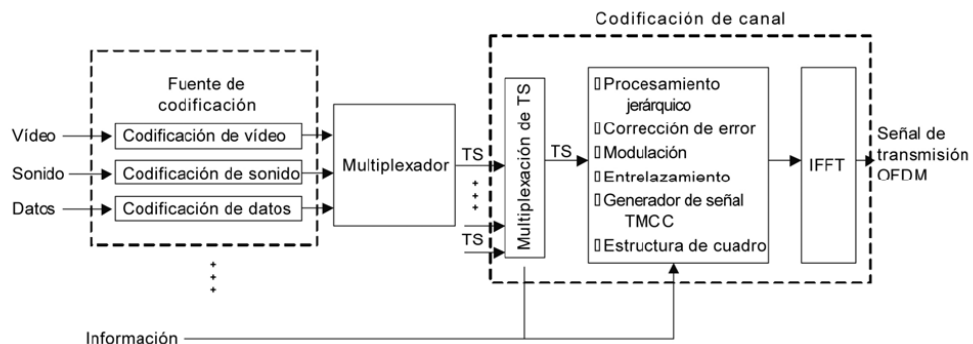 Codificación de canal
Fuente de
codificación
Vídeo
Codificación de vídeo
Sonido
Codificación de sonido
Datos
Codificación de datos
Multiplexador
TS
TS
Multiplexación de TS
TS
Procesamiento
jerárquico
Corrección de error
Modulación
Entrelazamiento
Generador de señal
TMCC
Estructura de cuadro
IFFT
Señal de
transmisión
OFDM
Información